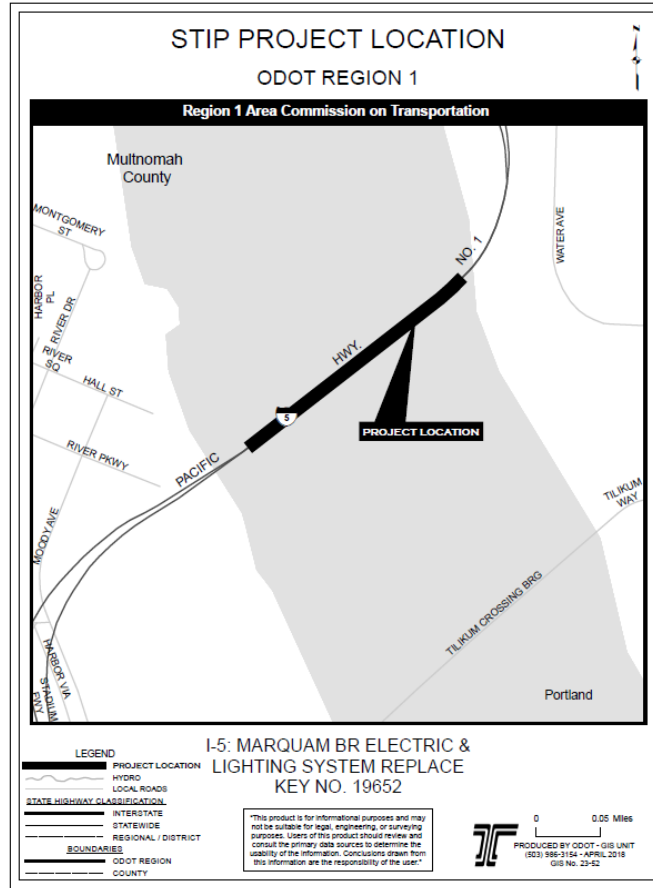 STIP PROJECT LOCATION
ODOT REGION 1
Region 1 Area Commission on Transportation
Multnomah
County
MONTGOMERY
ST
HARBOR
PL
RIVER DR
RIVER
SQ
HALL ST
RIVER PKWY
MOODY AVE
HARBOR VIA
STADIUM
FWY
PACIFIC
HWY.
NO. 1
5
PROJECT LOCATION
WATER AVE
TILIKUM
WAY
TILIKUM CROSSING BRG
Portland
I-5: MARQUAM BR ELECTRIC &
LIGHTING SYSTEM REPLACE
KEY NO. 19652
LEGEND
PROJECT LOCATION
HYDRO
LOCAL ROADS
STATE HIGHWAY CLASSIFICATION
INTERSTATE
STATEWIDE
REGIONAL / DISTRICT
BOUNDARIES
ODOT REGION
COUNTY
"This product is for informational purposes and may
not be suitable for legal, engineering, or surveying
purposes. Users of this product should review and
consult the primary data sources to determine the
usability of the information. Conclusions drawn from
this information are the responsibility of the user."
0 0.05 Miles
PRODUCED BY ODOT - GIS UNIT
(503) 986-3154 - APRIL 2018
GIS No. 23-52